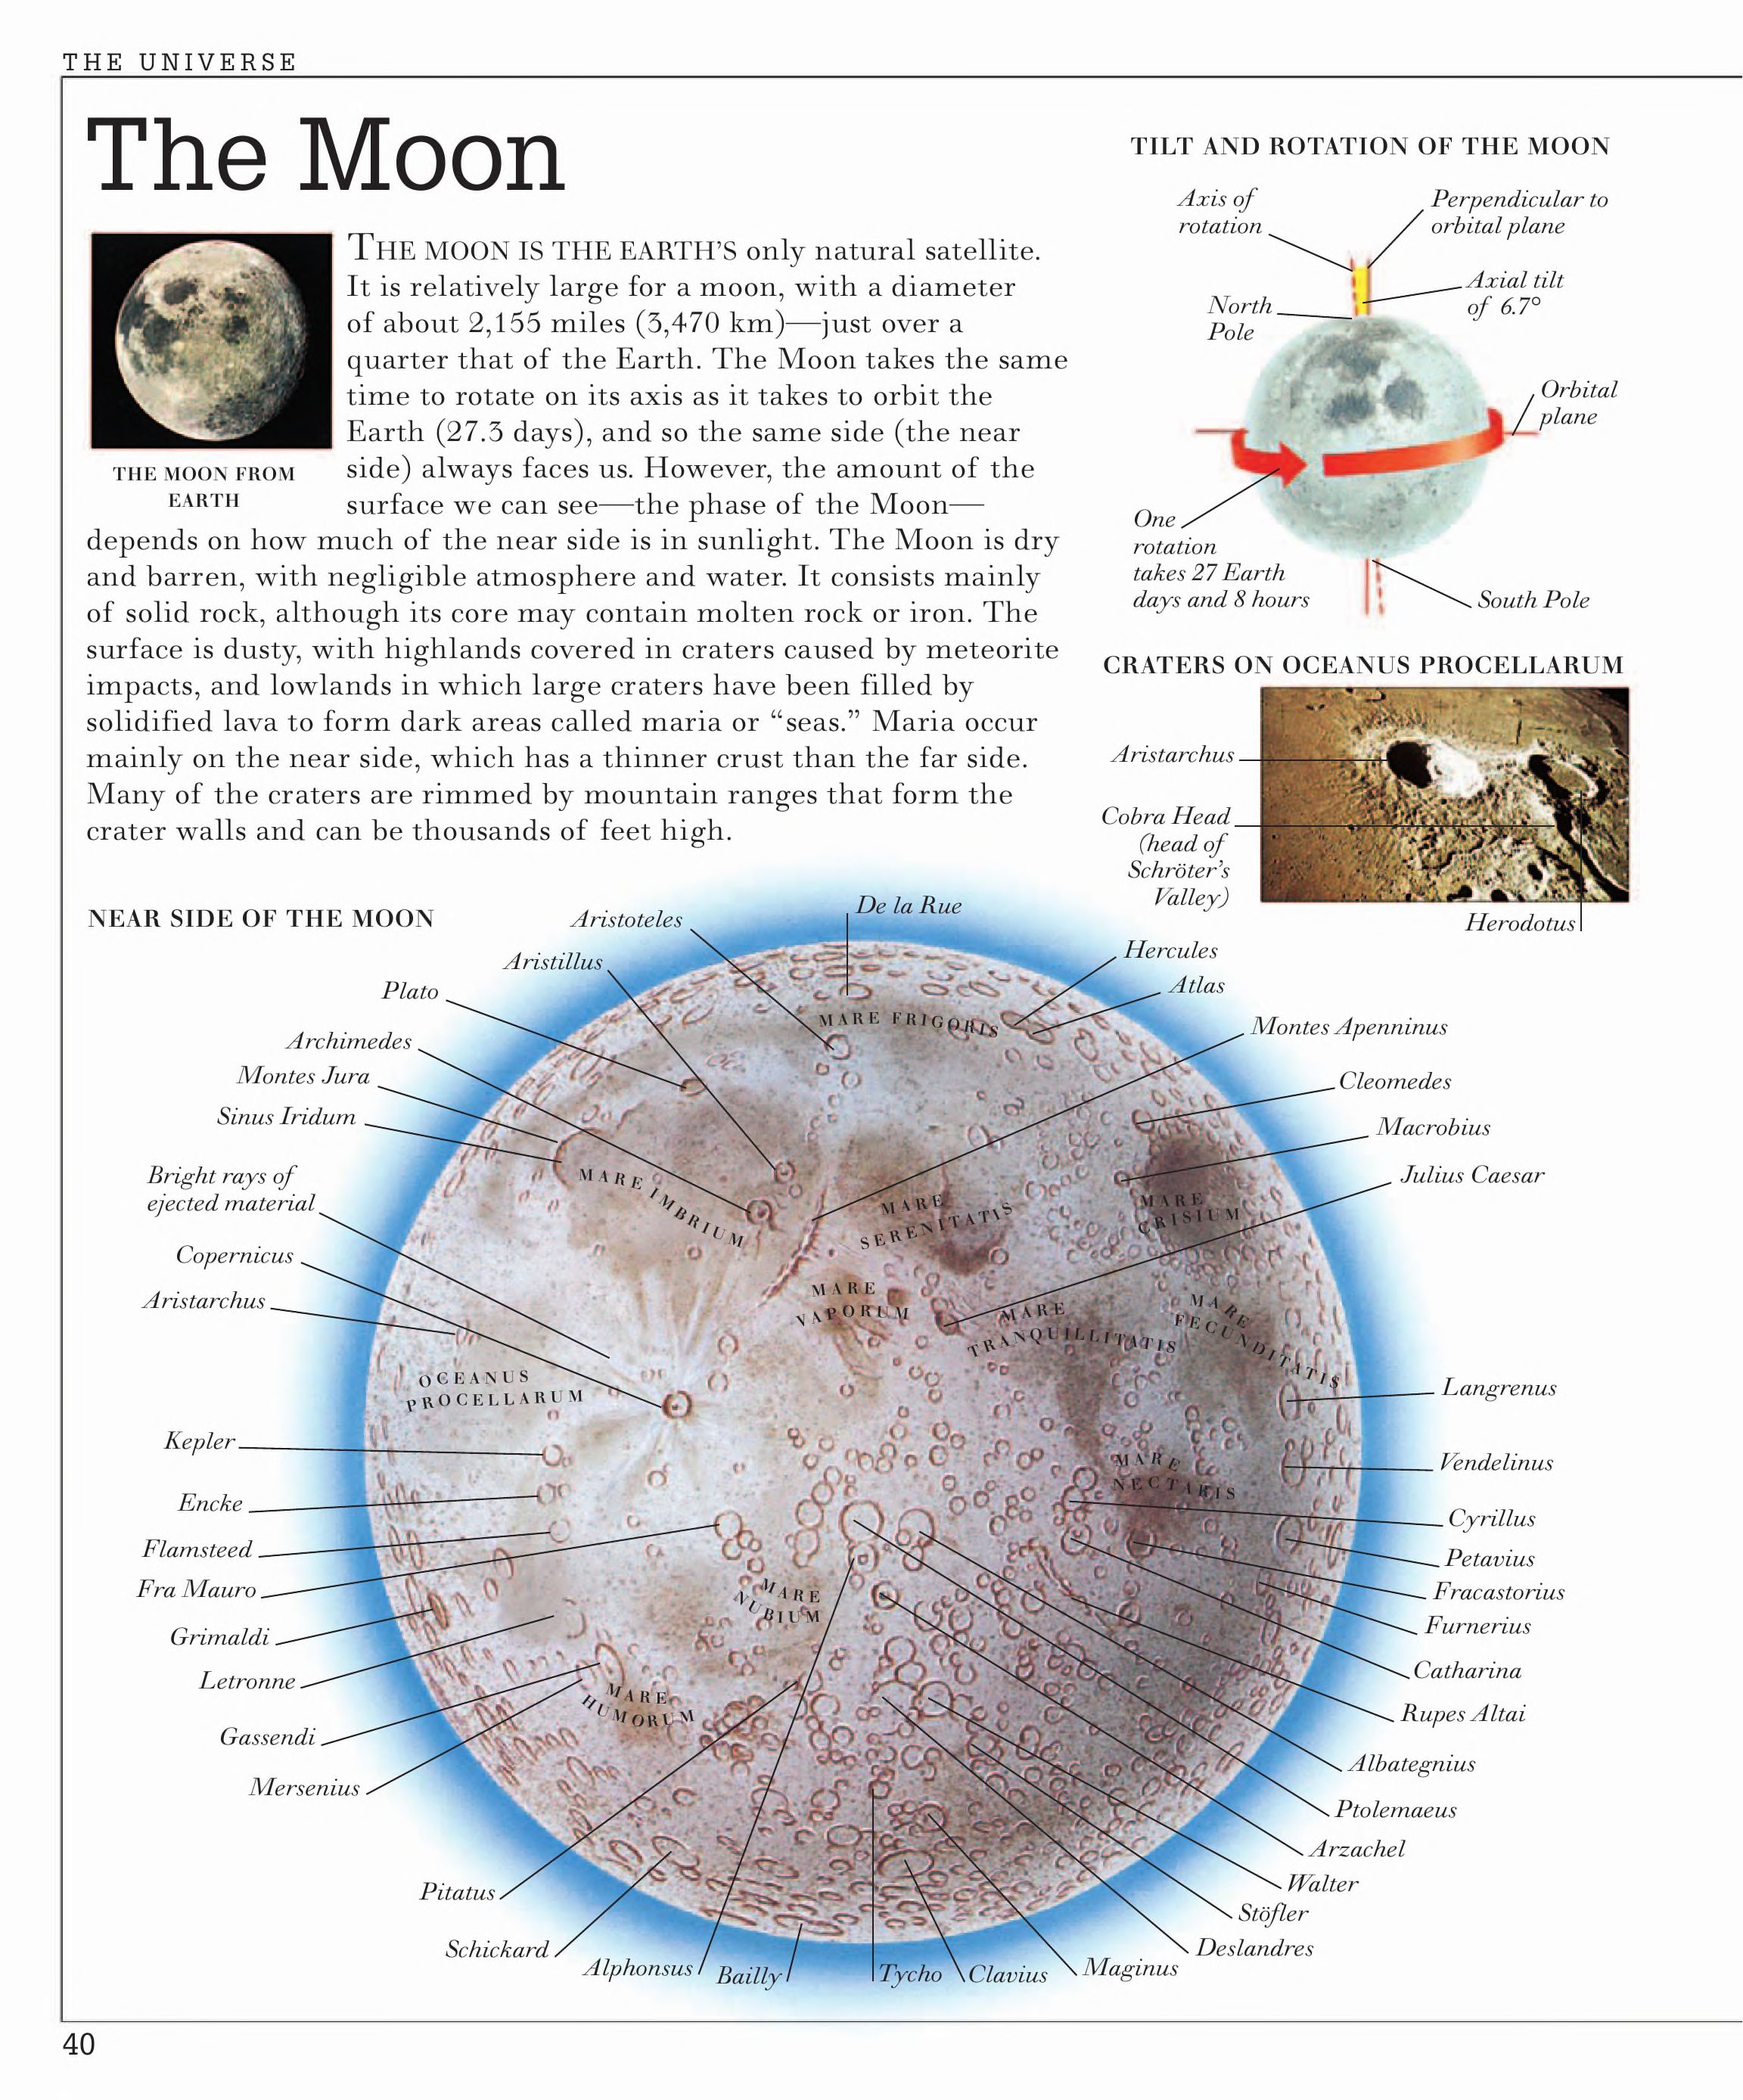 THE UNIVERSE
The Moon
THE MOON FROM
EARTH
THE MOON IS THE EARTH'S only natural satellite.
It is relatively large for a moon, with a diameter
of about 2,155 miles (3,470 km)—just over a
quarter that of the Earth. The Moon takes the same
time to rotate on its axis as it takes to orbit the
Earth (27.3 days), and so the same side (the near
side) always faces us. However, the amount of the
surface we can see—the phase of the Moon—
depends on how much of the near side is in sunlight. The Moon is dry
and barren, with negligible atmosphere and water. It consists mainly
of solid rock, although its core may contain molten rock or iron. The
surface is dusty, with highlands covered in craters caused by meteorite
impacts, and lowlands in which large craters have been filled by
solidified lava to form dark areas called maria or “seas.” Maria occur
mainly on the near side, which has a thinner crust than the far side.
Many of the craters are rimmed by mountain ranges that form the
crater walls and can be thousands of feet high.
TILT AND ROTATION OF THE MOON
Axis of
rotation
Perpendicular to
orbital plane
Axial tilt
of 6.7°
North
Pole
Orbital
plane
One
rotation
takes 27 Earth
days and 8 hours
South Pole
CRATERS ON OCEANUS PROCELLARUM
Aristarchus
Cobra Head
(head of
Schröter's
Valley)
Herodotus
NEAR SIDE OF THE MOON
Aristoteles
Aristillus
Plato
Archimedes
Montes Jura
Sinus Iridum
Bright rays of
ejected material
Copernicus
Aristarchus
Kepler
Encke
Flamsteed
Fra Mauro
Grimaldi
Letronne
Gassendi
Mersenius
Pitatus
Schickard
Alphonsus
Bailly
Tycho
Clavius
Maginus
De la Rue
Hercules
Atlas
Montes Apenninus
Cleomedes
Macrobius
Julius Caesar
Langrenus
Vendelinus
Cyrillus
Petavius
Fracastorius
Furnerius
Catharina
Rupes Altai
Albategnius
Ptolemaeus
Arzachel
Walter
Stöfler
Deslandres
MARE FRIGORIS
MARE IMBRIUM
MARE
SERENITATIS
MARE
CRISIUM
MARE
VAPORUM
MARE
TRANQUILLITATIS
MARE
FECUNDITATIS
OCEANUS
PROCELLARUM
MARE
NECTARIS
MARE
NUBIUM
MARE
HUMORUM
40